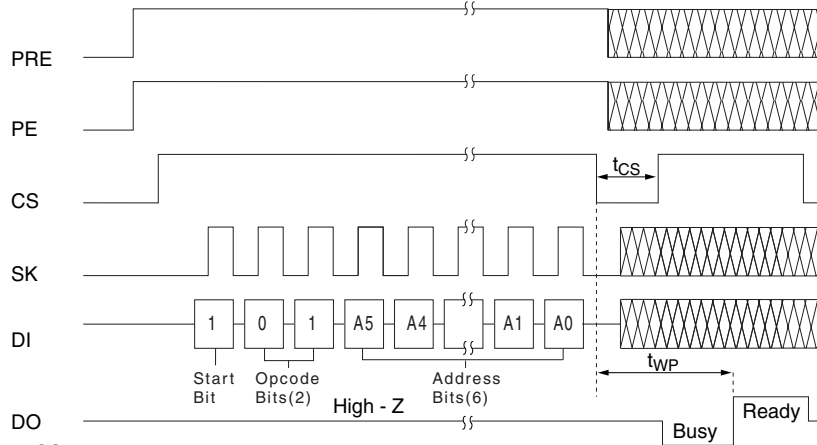 PRE
PE
CS
tCS
SK
DI
1 0 1 A5 A4 A1 A0
Start Bit
Opcode Bits(2)
Address Bits(6)
tWP
DO
High - Z
Busy
Ready